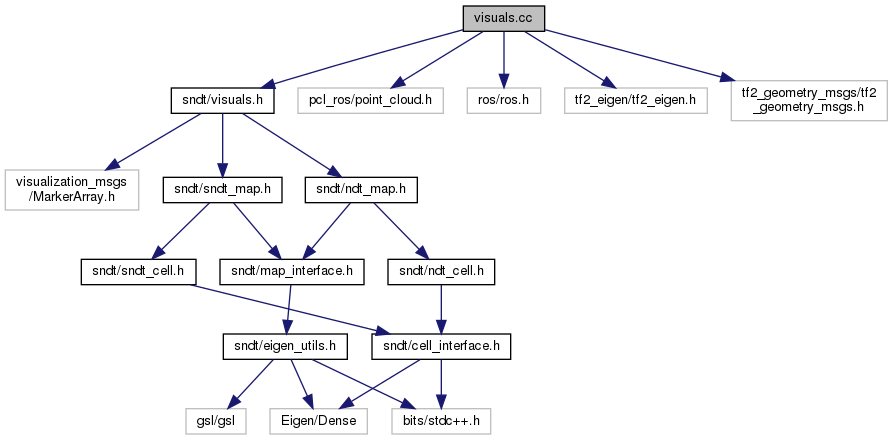 visuals.cc
sndt/visuals.h
pcl_ros/point_cloud.h
ros/ros.h
tf2_eigen/tf2_eigen.h
tf2_geometry_msgs/tf2
_geometry_msgs.h
visualization_msgs
/MarkerArray.h
sndt/sndt_map.h
sndt/ndt_map.h
sndt/sndt_cell.h
sndt/map_interface.h
sndt/ndt_cell.h
sndt/eigen_utils.h
sndt/cell_interface.h
gsl/gsl
Eigen/Dense
bits/stdc++.h